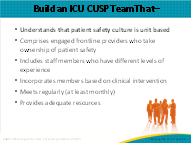 Build an ICU CUSP Team That–
• Understands that patient safety culture is unit based
• Comprises engaged frontline providers who take
ownership of patient safety
• Includes staff members who have different levels of
experience
• Incorporates members based on clinical intervention
• Meets regularly (at least monthly)
• Provides adequate resources